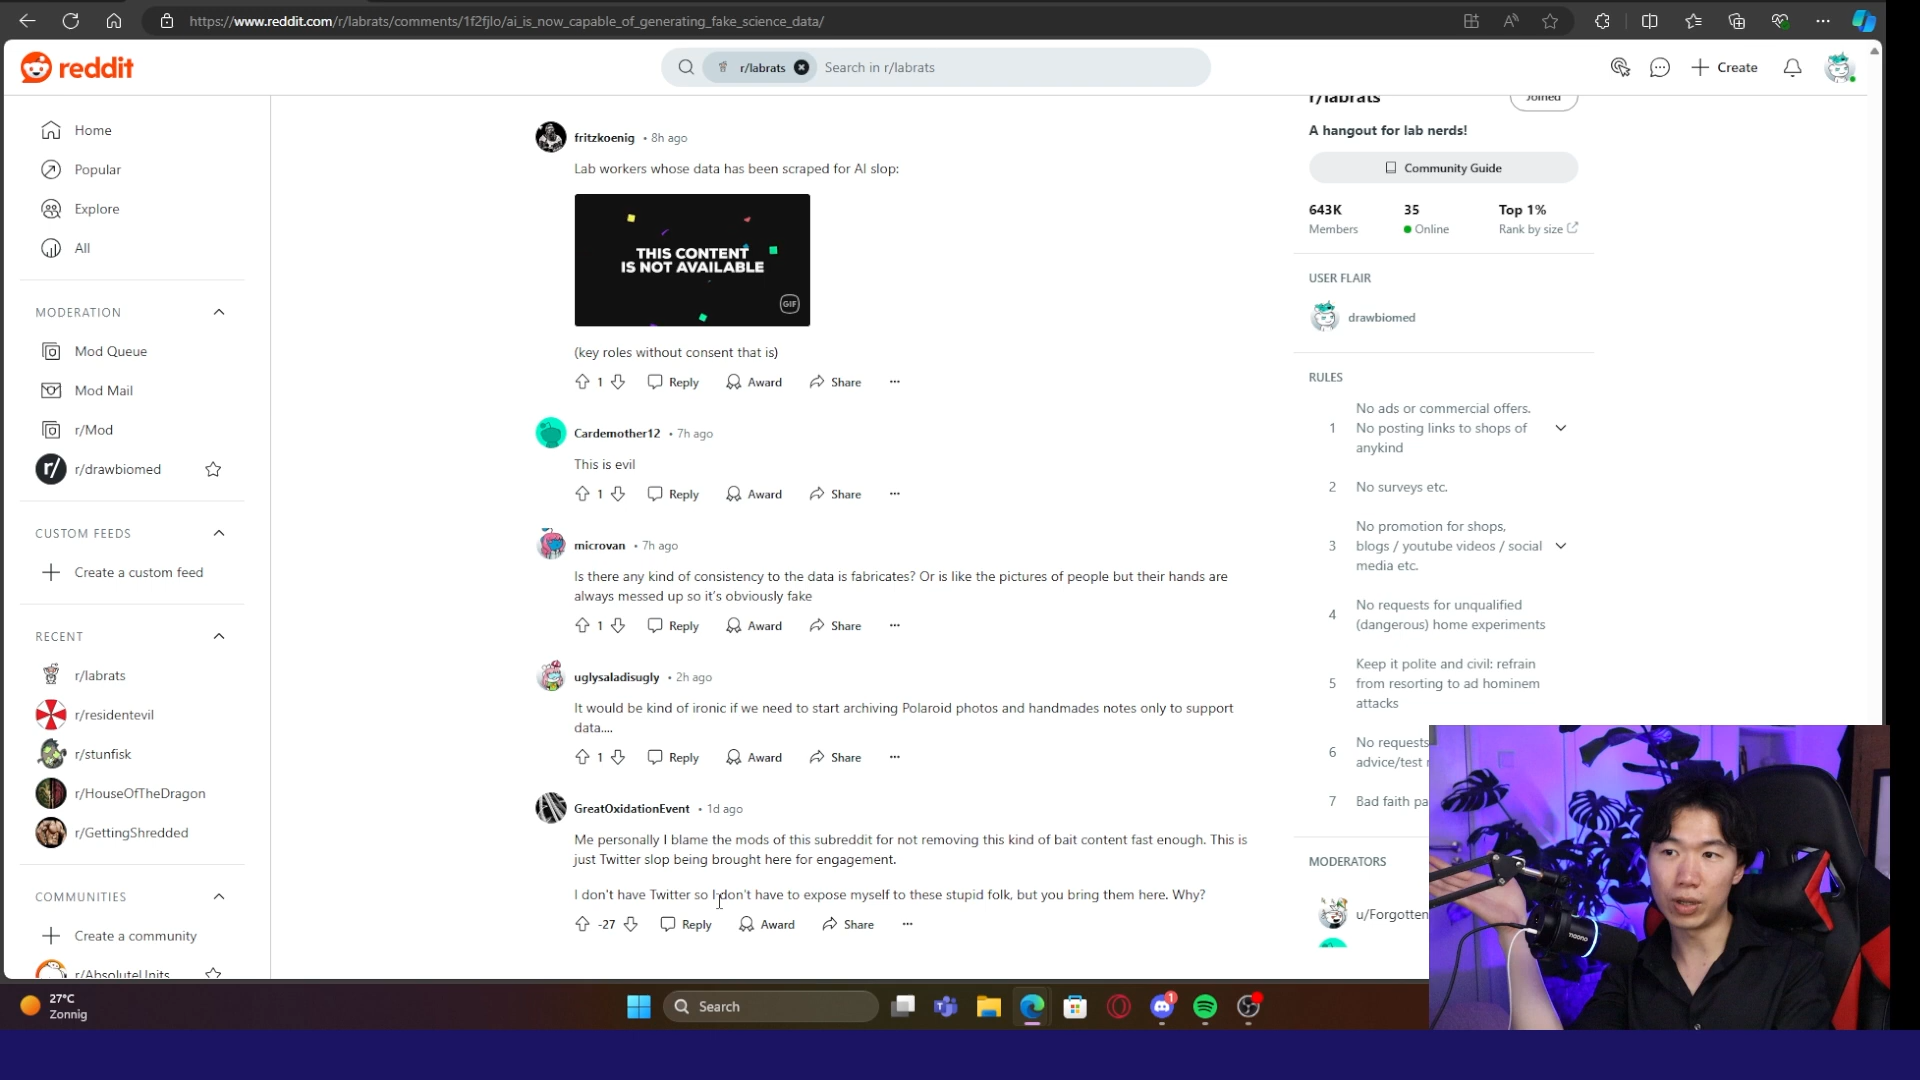 https://www.reddit.com/r/labrats/comments/1f2fjlo/ai_is_now_capable_of_generating_fake_science_data/
reddit
r/labrats
Search in r/labrats
Create
Home
Popular
Explore
All
MODERATION
Mod Queue
Mod Mail
r/Mod
r/drawbiomed
CUSTOM FEEDS
Create a custom feed
RECENT
r/labrats
r/residentevil
r/stunfisk
r/HouseOfTheDragon
r/GettingShredded
COMMUNITIES
Create a community
r/AbsoluteUnits
fritzkoenig • 8h ago
Lab workers whose data has been scraped for AI slop:
THIS CONTENT
IS NOT AVAILABLE
GIF
(key roles without consent that is)
1 Reply Award Share ...
Cardemother12 • 7h ago
This is evil
1 Reply Award Share ...
microvan • 7h ago
Is there any kind of consistency to the data is fabricates? Or is like the pictures of people but their hands are
always messed up so it's obviously fake
1 Reply Award Share ...
uglysaladisugly • 2h ago
It would be kind of ironic if we need to start archiving Polaroid photos and handmades notes only to support
data....
1 Reply Award Share ...
GreatOxidationEvent • 1d ago
Me personally I blame the mods of this subreddit for not removing this kind of bait content fast enough. This is
just Twitter slop being brought here for engagement.
I don't have Twitter so I don't have to expose myself to these stupid folk, but you bring them here. Why?
-27 Reply Award Share ...
r/labrats
Joined
A hangout for lab nerds!
Community Guide
643K 35 Top 1%
Members Online Rank by size
USER FLAIR
drawbiomed
RULES
1 No ads or commercial offers.
No posting links to shops of
anykind
2 No surveys etc.
3 No promotion for shops,
blogs / youtube videos / social
media etc.
4 No requests for unqualified
(dangerous) home experiments
5 Keep it polite and civil: refrain
from resorting to ad hominem
attacks
6 No requests
advice/test
7 Bad faith pa
MODERATORS
u/Forgotten
maono
27°C
Zonnig
Search
1